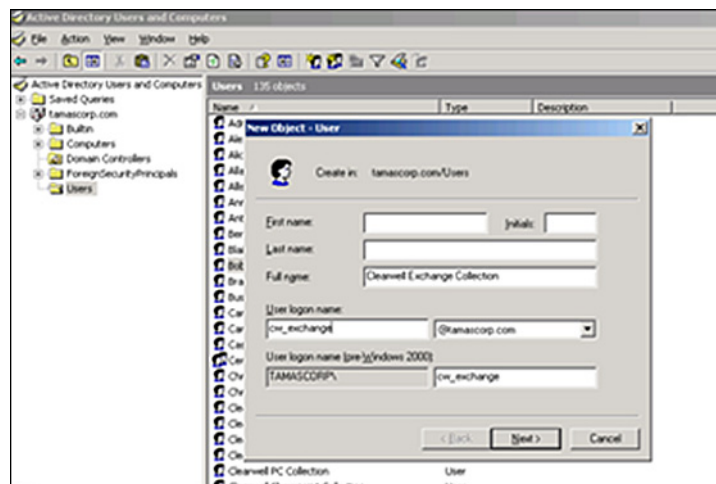 Active Directory Users and Computers
File Action View Window Help
Active Directory Users and Computers
Saved Queries
tamascorp.com
Builtin
Computers
Domain Controllers
ForeignSecurityPrincipals
Users
Users 135 objects
Name Type Description
New Object - User
Create in: tamascorp.com/Users
First name: Initials:
Last name:
Full name: Clearwell Exchange Collection
User logon name:
cw_exchange @tamascorp.com
User logon name (pre-Windows 2000):
TAMASCORP\ cw_exchange
< Back Next > Cancel
Clearwell PC Collection User